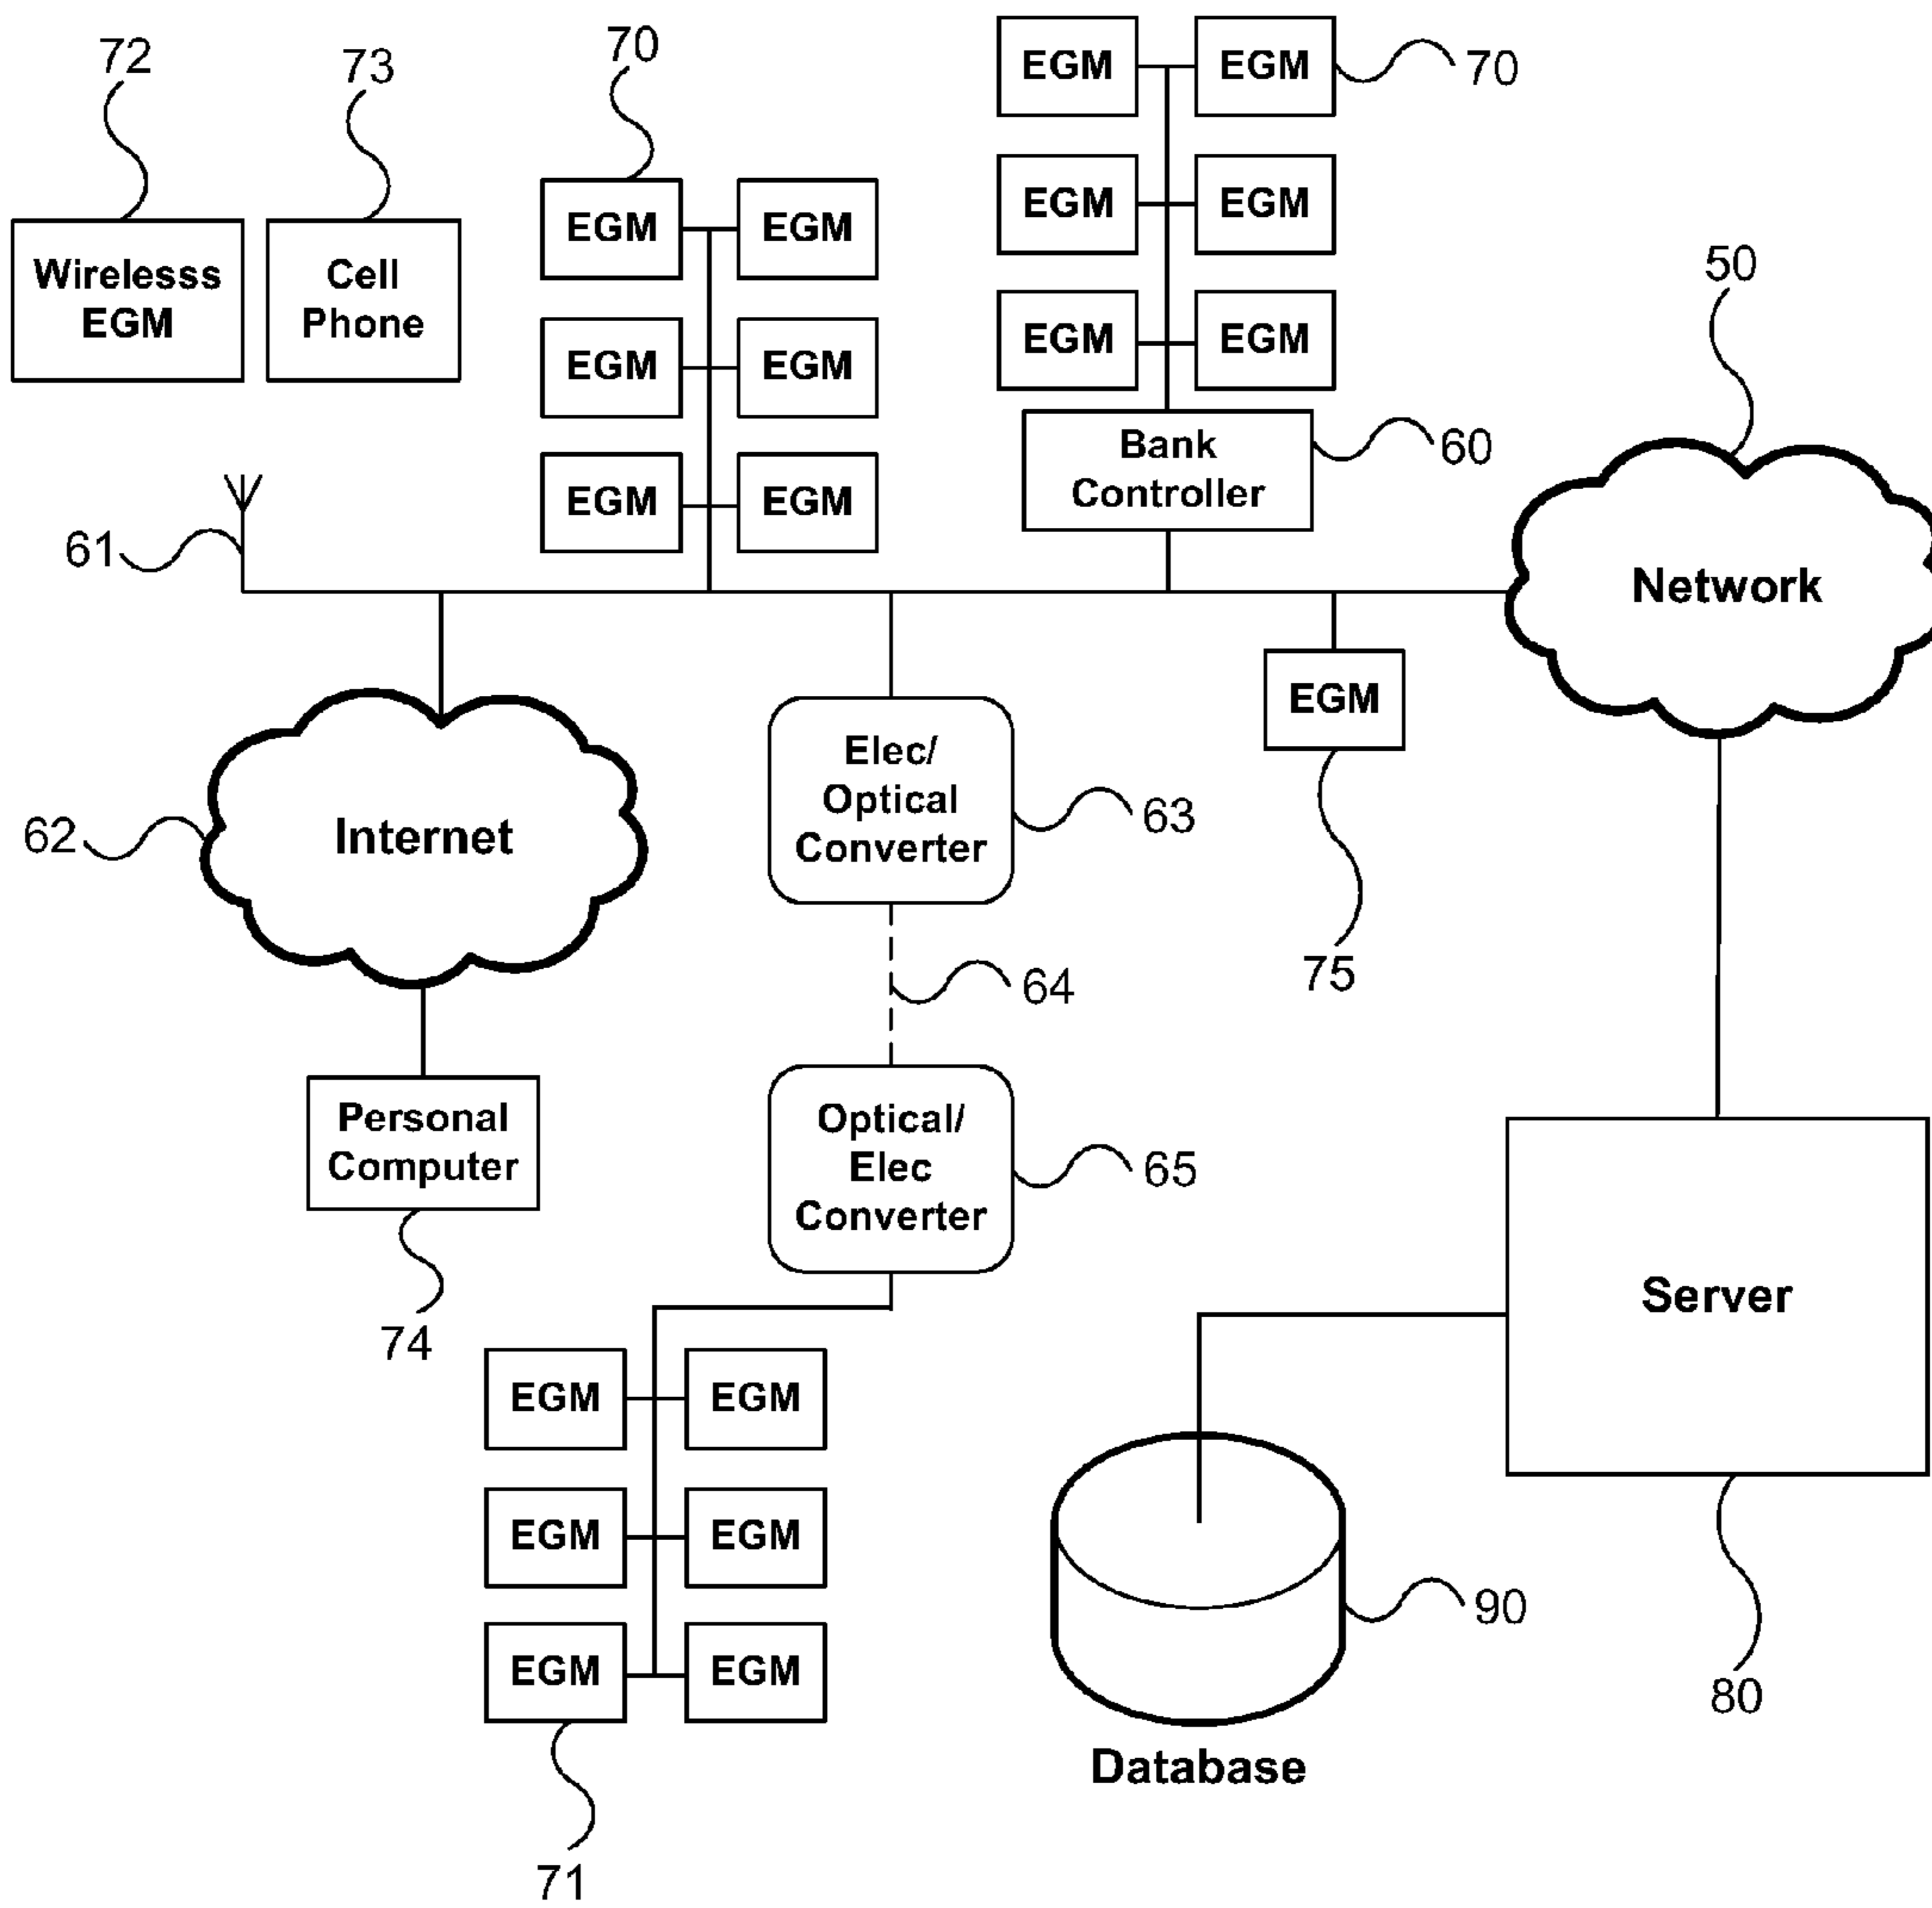 72
73
70
EGM
EGM
70
EGM
EGM
EGM
EGM
Wirelesss
EGM
Cell
Phone
EGM
EGM
EGM
EGM
EGM
EGM
Bank
Controller
60
50
61
Network
62
Internet
Elec/
Optical
Converter
63
EGM
75
64
Personal
Computer
74
Optical/
Elec
Converter
65
Server
80
EGM
EGM
EGM
EGM
EGM
EGM
71
90
Database